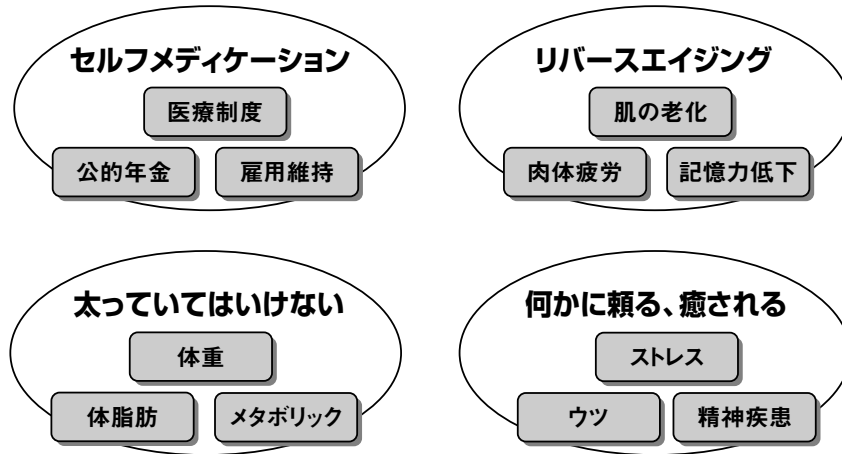 セルフメディケーション
医療制度
公的年金 雇用維持
リバースエイジング
肌の老化
肉体疲労 記憶力低下
太っていてはいけない
体重
体脂肪 メタボリック
何かに頼る、癒される
ストレス
ウツ 精神疾患